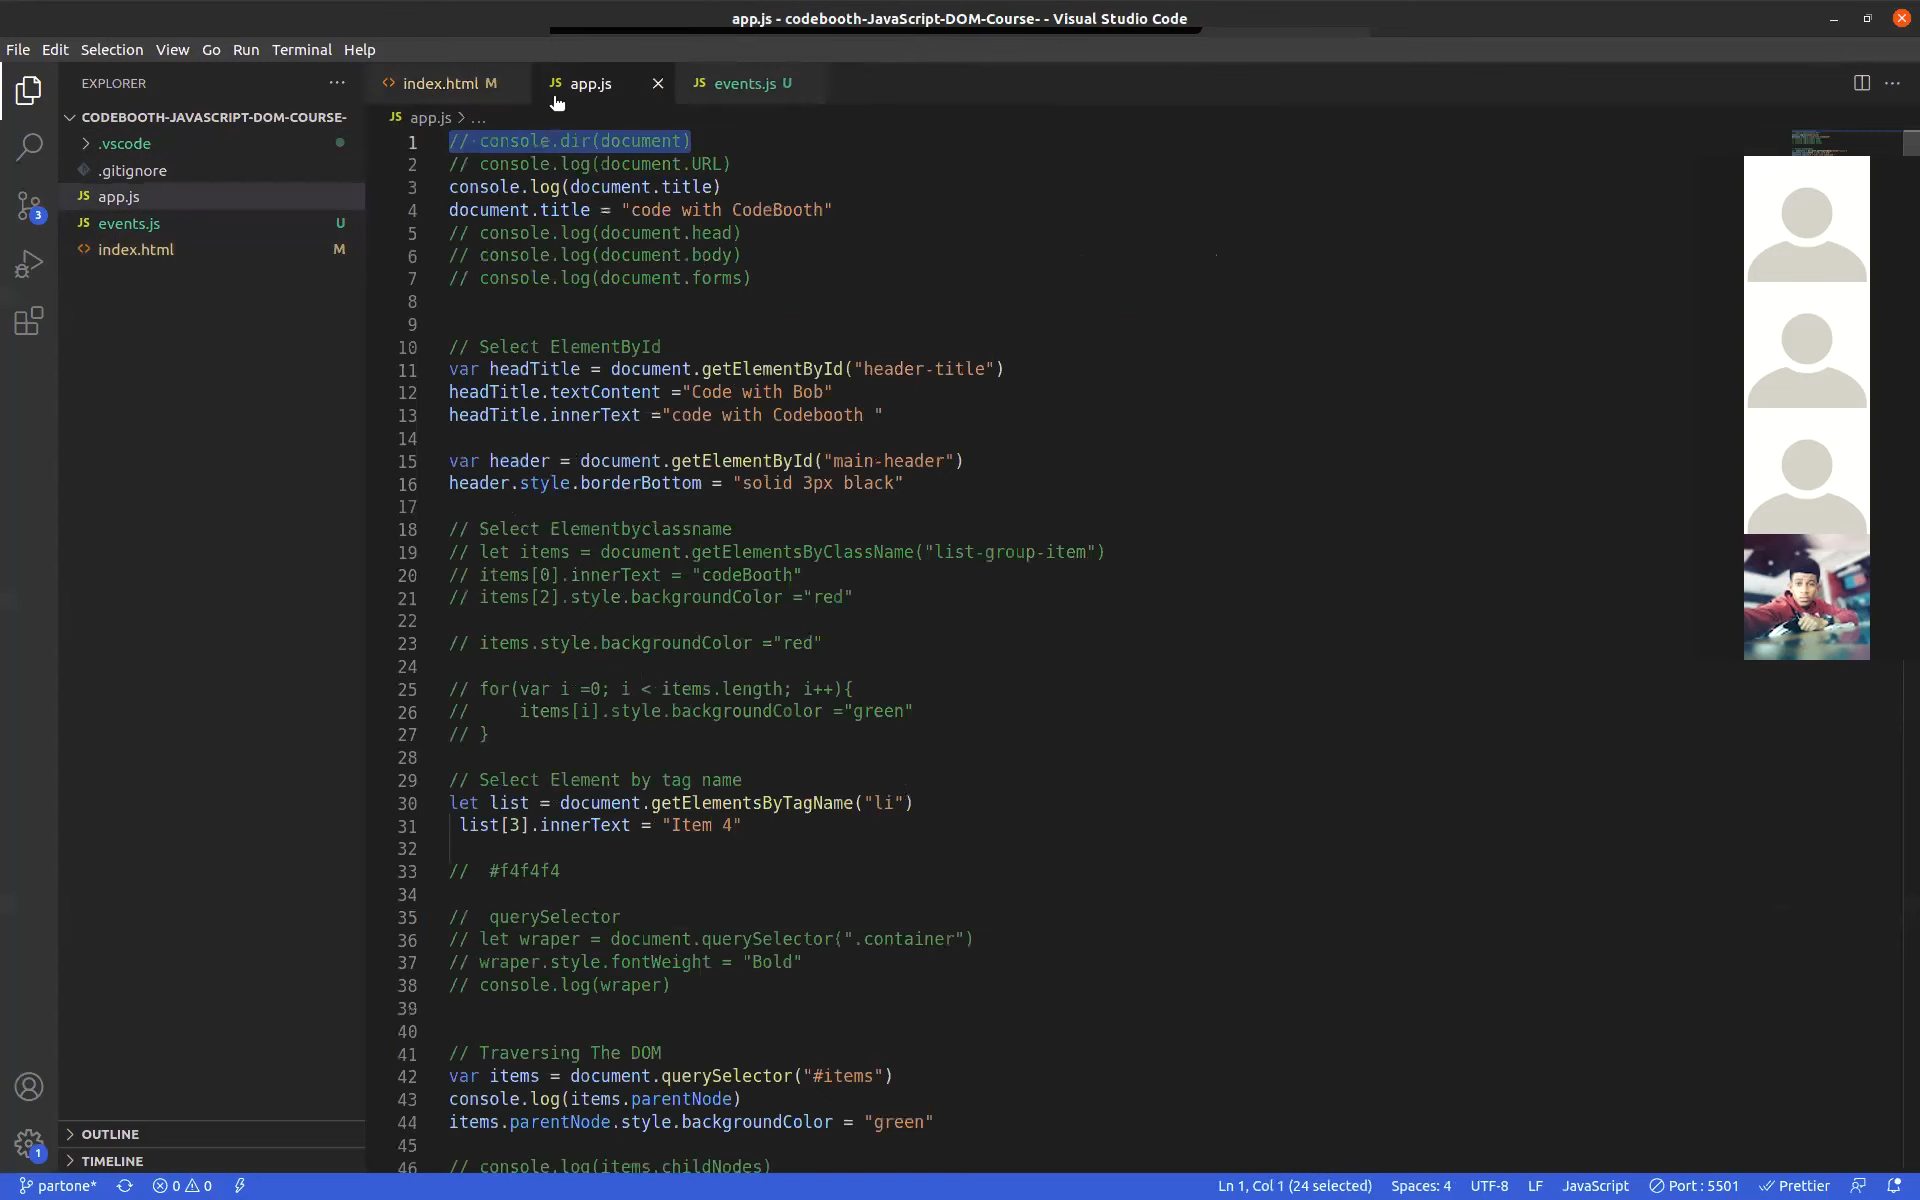 app.js - codebooth-JavaScript-DOM-Course- - Visual Studio Code
File Edit Selection View Go Run Terminal Help
EXPLORER
index.html M
JS app.js
JS events.js U
CODEBOOTH-JAVASCRIPT-DOM-COURSE-
.vscode
.gitignore
JS app.js
JS events.js U
index.html M
JS app.js > ...
1 // console.dir(document)
2 // console.log(document.URL)
3 console.log(document.title)
4 document.title = "code with CodeBooth"
5 // console.log(document.head)
6 // console.log(document.body)
7 // console.log(document.forms)
8
9
10 // Select ElementById
11 var headTitle = document.getElementById("header-title")
12 headTitle.textContent ="Code with Bob"
13 headTitle.innerText ="code with Codebooth "
14
15 var header = document.getElementById("main-header")
16 header.style.borderBottom = "solid 3px black"
17
18 // Select Elementbyclassname
19 // let items = document.getElementsByClassName("list-group-item")
20 // items[0].innerText = "codeBooth"
21 // items[2].style.backgroundColor ="red"
22
23 // items.style.backgroundColor ="red"
24
25 // for(var i =0; i < items.length; i++){
26 //     items[i].style.backgroundColor ="green"
27 // }
28
29 // Select Element by tag name
30 let list = document.getElementsByTagName("li")
31  list[3].innerText = "Item 4"
32
33 //  #f4f4f4
34
35 //  querySelector
36 // let wraper = document.querySelector(".container")
37 // wraper.style.fontWeight = "Bold"
38 // console.log(wraper)
39
40
41 // Traversing The DOM
42 var items = document.querySelector("#items")
43 console.log(items.parentNode)
44 items.parentNode.style.backgroundColor = "green"
45
46 // console.log(items.childNodes)
3
1
OUTLINE
TIMELINE
partone* 0 0 Ln 1, Col 1 (24 selected) Spaces: 4 UTF-8 LF JavaScript Port : 5501 Prettier